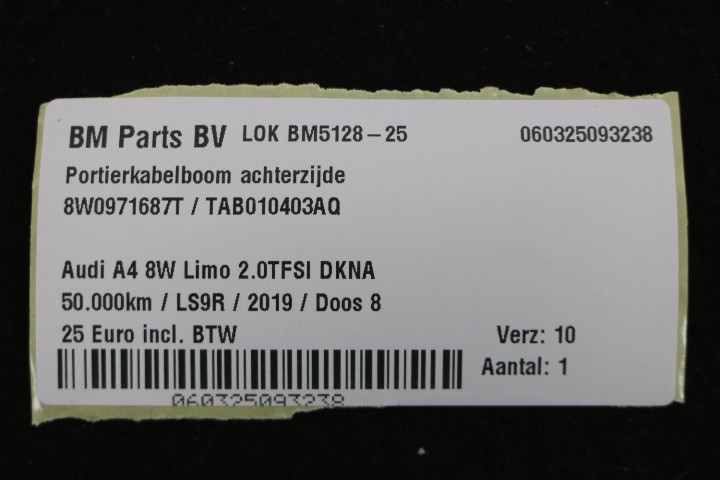 BM Parts BV LOK BM5128-25 060325093238
Portierkabelboom achterzijde
8W0971687T / TAB010403AQ
Audi A4 8W Limo 2.0TFSI DKNA
50.000km / LS9R / 2019 / Doos 8
25 Euro incl. BTW Verz: 10
Aantal: 1
060325093238